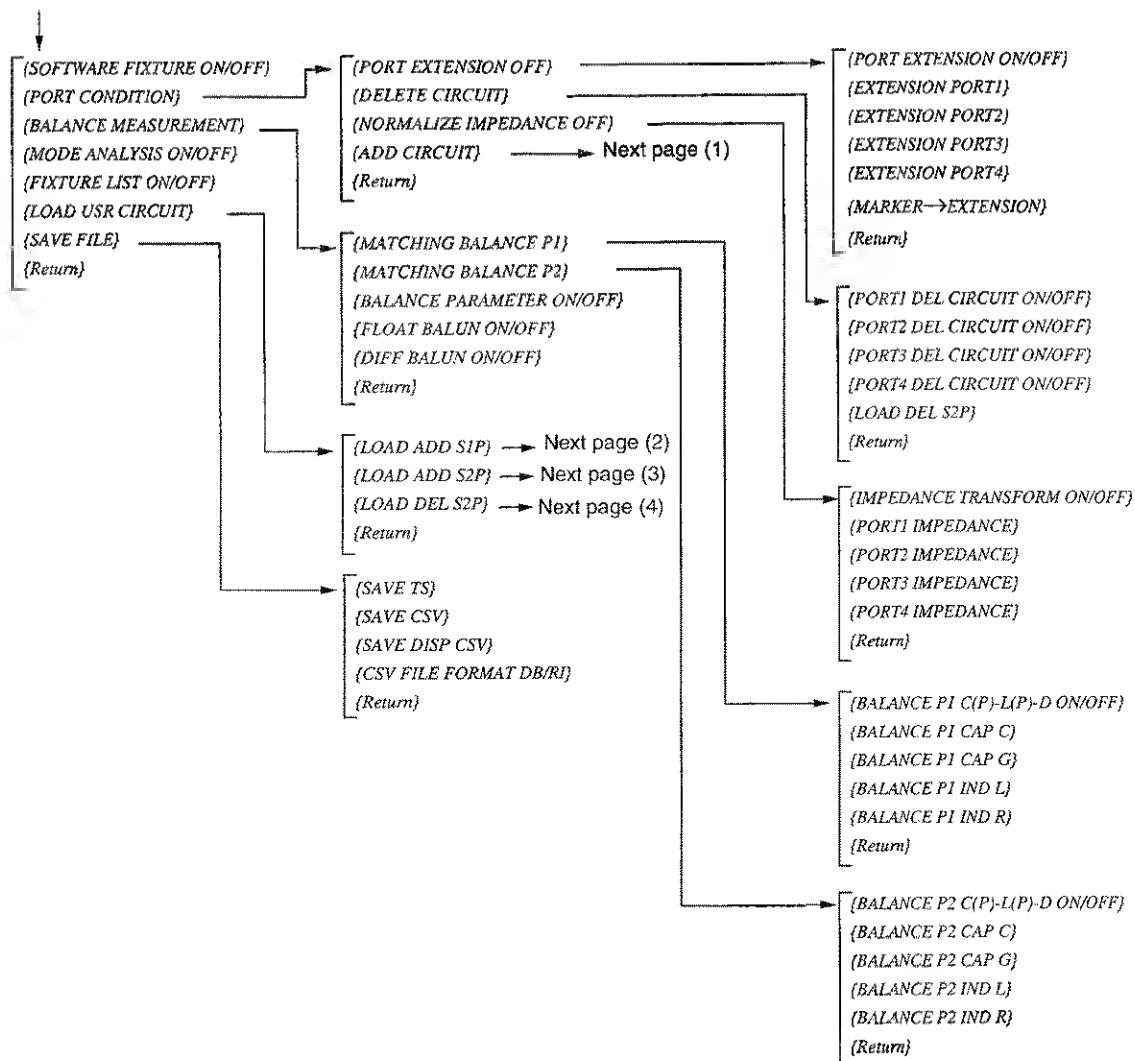 {SOFTWARE FIXTURE ON/OFF}
{PORT CONDITION}
{BALANCE MEASUREMENT}
{MODE ANALYSIS ON/OFF}
{FIXTURE LIST ON/OFF}
{LOAD USR CIRCUIT}
{SAVE FILE}
{Return}
{PORT EXTENSION OFF}
{DELETE CIRCUIT}
{NORMALIZE IMPEDANCE OFF}
{ADD CIRCUIT} → Next page (1)
{Return}
{MATCHING BALANCE P1}
{MATCHING BALANCE P2}
{BALANCE PARAMETER ON/OFF}
{FLOAT BALUN ON/OFF}
{DIFF BALUN ON/OFF}
{Return}
{LOAD ADD S1P} → Next page (2)
{LOAD ADD S2P} → Next page (3)
{LOAD DEL S2P} → Next page (4)
{Return}
{SAVE TS}
{SAVE CSV}
{SAVE DISP CSV}
{CSV FILE FORMAT DB/RI}
{Return}
{PORT EXTENSION ON/OFF}
{EXTENSION PORT1}
{EXTENSION PORT2}
{EXTENSION PORT3}
{EXTENSION PORT4}
{MARKER→EXTENSION}
{Return}
{PORT1 DEL CIRCUIT ON/OFF}
{PORT2 DEL CIRCUIT ON/OFF}
{PORT3 DEL CIRCUIT ON/OFF}
{PORT4 DEL CIRCUIT ON/OFF}
{LOAD DEL S2P}
{Return}
{IMPEDANCE TRANSFORM ON/OFF}
{PORT1 IMPEDANCE}
{PORT2 IMPEDANCE}
{PORT3 IMPEDANCE}
{PORT4 IMPEDANCE}
{Return}
{BALANCE P1 C(P)-L(P)-D ON/OFF}
{BALANCE P1 CAP C}
{BALANCE P1 CAP G}
{BALANCE P1 IND L}
{BALANCE P1 IND R}
{Return}
{BALANCE P2 C(P)-L(P)-D ON/OFF}
{BALANCE P2 CAP C}
{BALANCE P2 CAP G}
{BALANCE P2 IND L}
{BALANCE P2 IND R}
{Return}